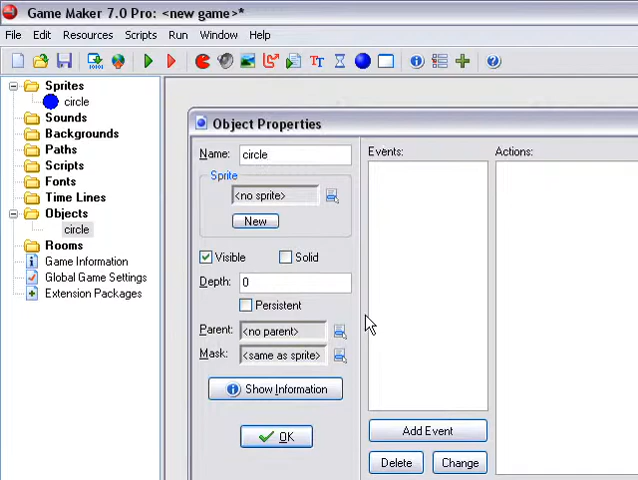 Game Maker 7.0 Pro: <new game>*
File Edit Resources Scripts Run Window Help
Sprites
circle
Sounds
Backgrounds
Paths
Scripts
Fonts
Time Lines
Objects
circle
Rooms
Game Information
Global Game Settings
Extension Packages
Object Properties
Name: circle
Sprite
<no sprite>
New
Visible Solid
Depth: 0
Persistent
Parent: <no parent>
Mask: <same as sprite>
Show Information
OK
Events:
Add Event
Delete Change
Actions: